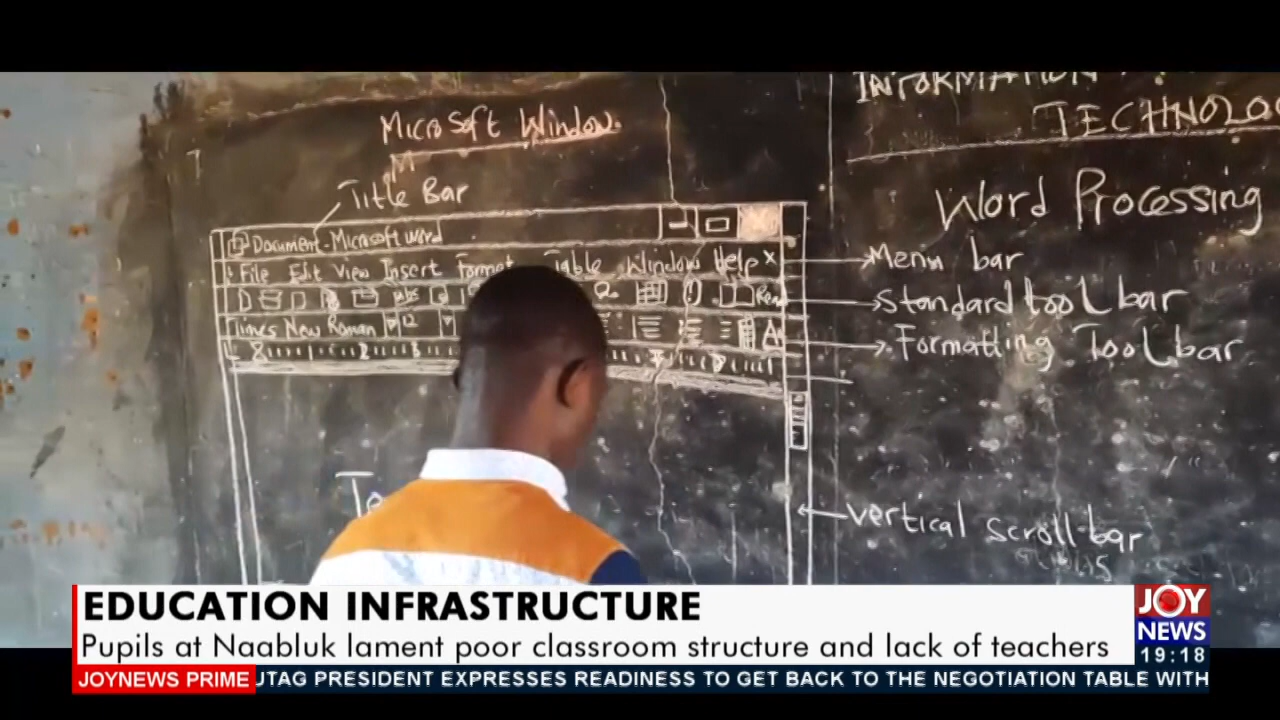 INFORMATION
TECHNOLO
Microsoft Window
Title Bar
Word Processing
Document - Microsoft word
File Edit View Insert Format Table Window Help x
Menu bar
abc
Standard tool bar
Times New Roman 12
A
Formatting Tool bar
To
vertical scroll bar
EDUCATION INFRASTRUCTURE
Pupils at Naabluk lament poor classroom structure and lack of teachers
JOY
NEWS
19:18
JOYNEWS PRIME
UTAG PRESIDENT EXPRESSES READINESS TO GET BACK TO THE NEGOTIATION TABLE WITH